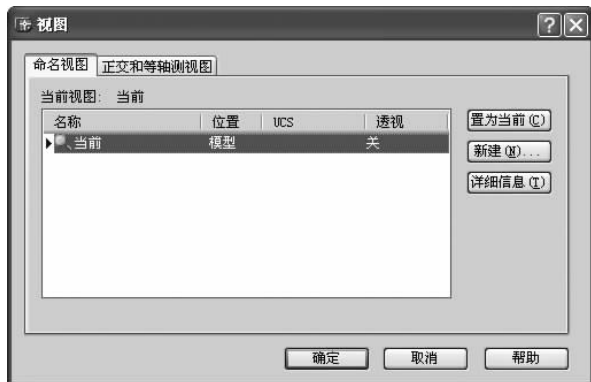 视图
命名视图 正交和等轴测视图
当前视图: 当前
名称 位置 UCS 透视
当前 模型 关
置为当前(C)
新建(N)...
详细信息(T)
确定 取消 帮助